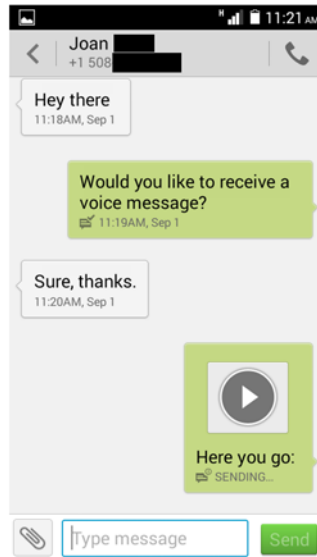 H 11:21 AM
Joan
+1 508
Hey there
11:18AM, Sep 1
Would you like to receive a
voice message?
11:19AM, Sep 1
Sure, thanks.
11:20AM, Sep 1
Here you go:
SENDING...
Type message
Send